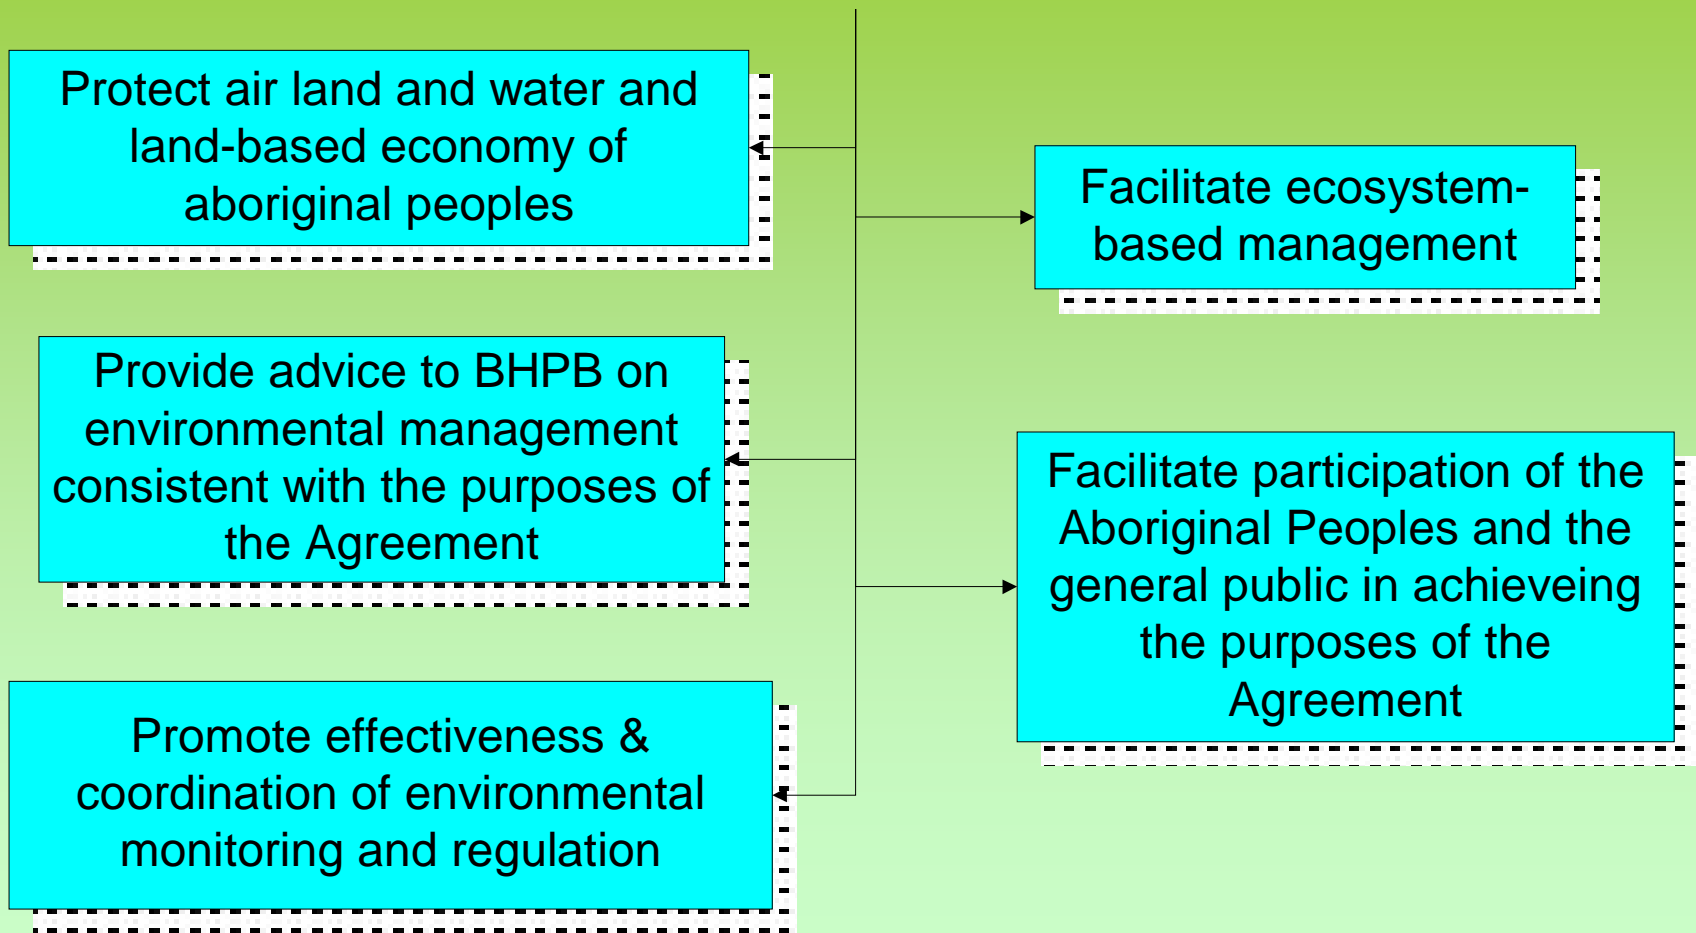 Protect air land and water and
land-based economy of
aboriginal peoples
Facilitate ecosystem-
based management
Provide advice to BHPB on
environmental management
consistent with the purposes of
the Agreement
Facilitate participation of the
Aboriginal Peoples and the
general public in achieveing
the purposes of the
Agreement
Promote effectiveness &
coordination of environmental
monitoring and regulation